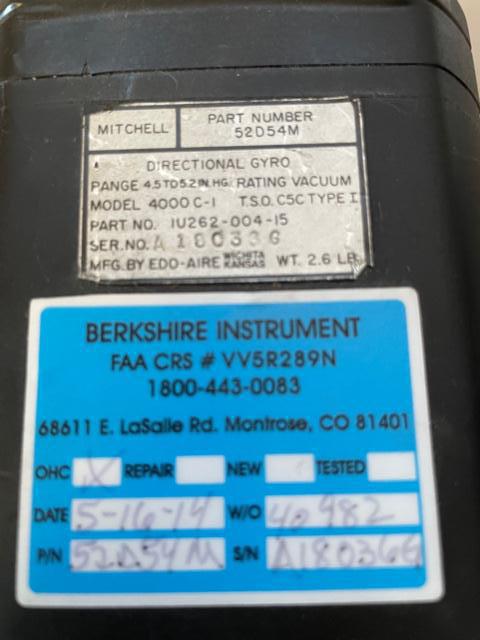 MITCHELL
PART NUMBER
52D54M
DIRECTIONAL GYRO
RANGE 4.5 TO 5.2 IN. HG. RATING VACUUM
MODEL 4000 C-1 T.S.O. C5C TYPE I
PART NO. 1U262-004-15
SER. NO. A 18033G
MFG. BY EDO-AIRE WICHITA KANSAS WT. 2.6 LB.
BERKSHIRE INSTRUMENT
FAA CRS # VV5R289N
1800-443-0083
68611 E. LaSalle Rd. Montrose, CO 81401
OHC X REPAIR NEW TESTED
DATE 5-16-14 W/O 40982
P/N 52D54M S/N A18036G